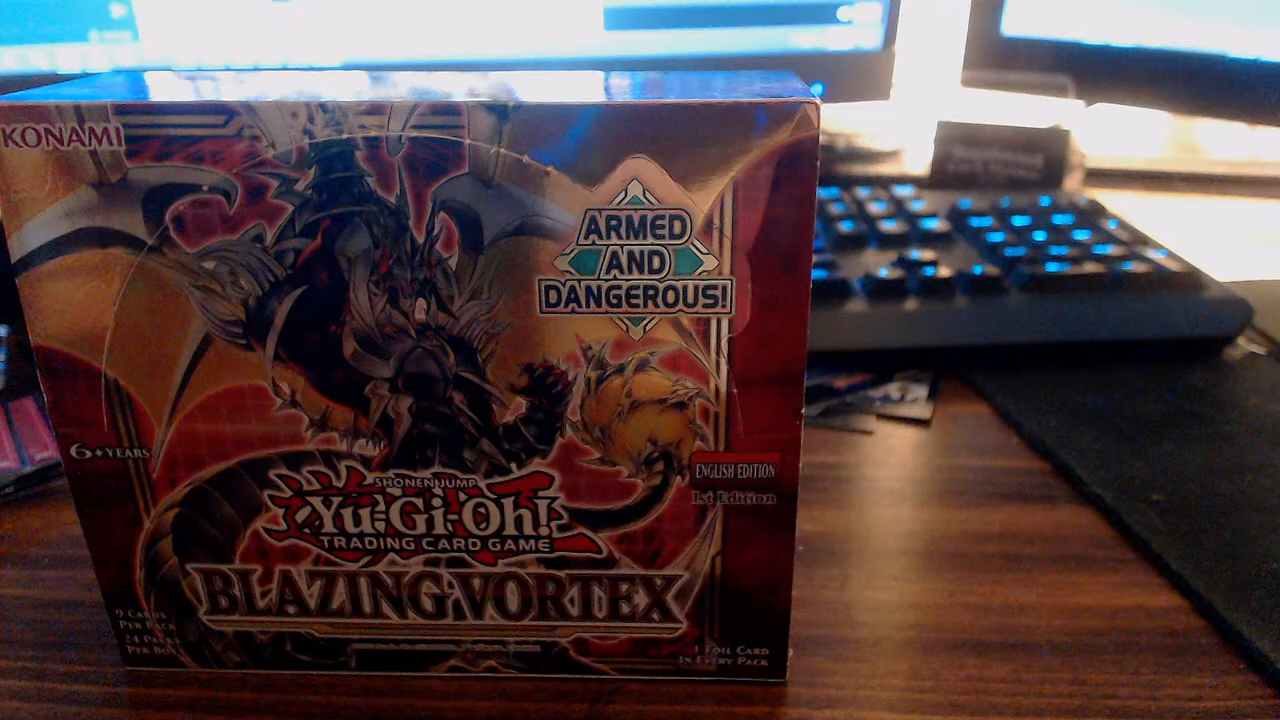 KONAMI
ARMED
AND
DANGEROUS!
6+ YEARS
ENGLISH EDITION
1st Edition
SHONEN JUMP
Yu-Gi-Oh!
TRADING CARD GAME
BLAZING VORTEX
9 CARDS
PER PACK
24 PACKS
PER BOX
1 FOIL CARD
IN EVERY PACK